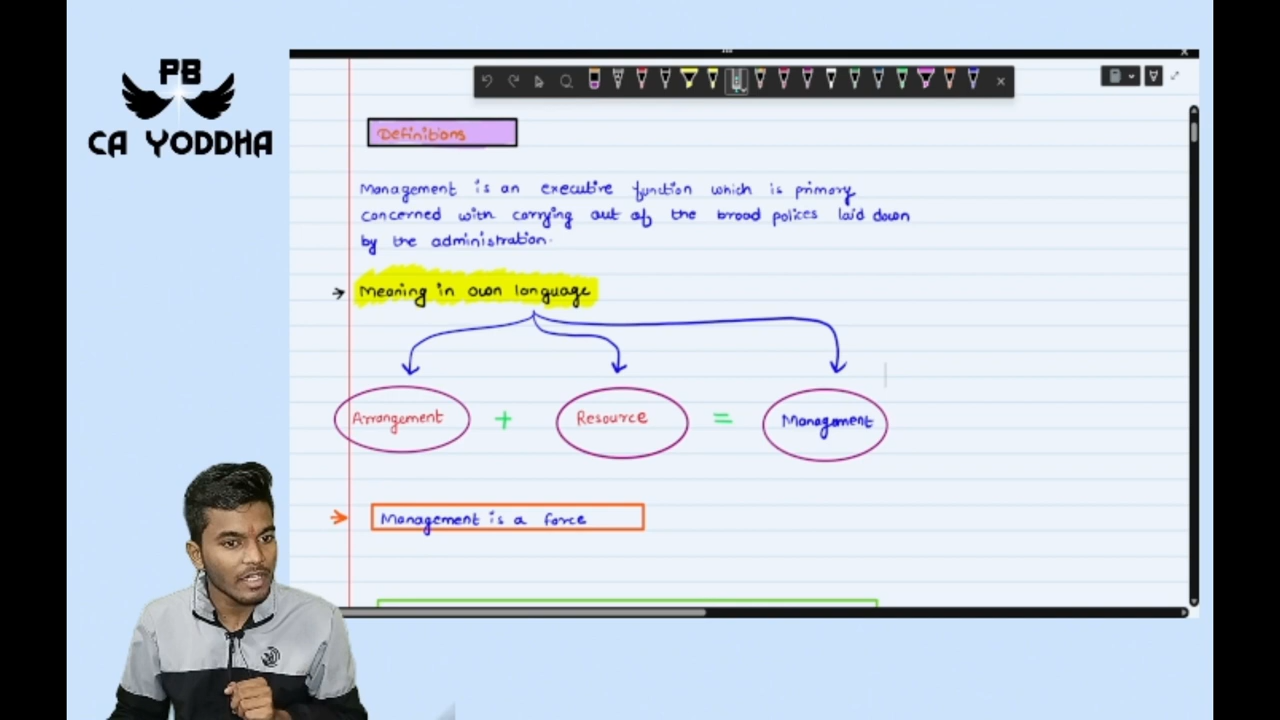 PB
CA YODDHA
Definitions
Management is an executive function which is primary
concerned with carrying out of the broad polices laid down
by the administration.
→ Meaning in own language
Arrangement + Resource = Management
→ Management is a force